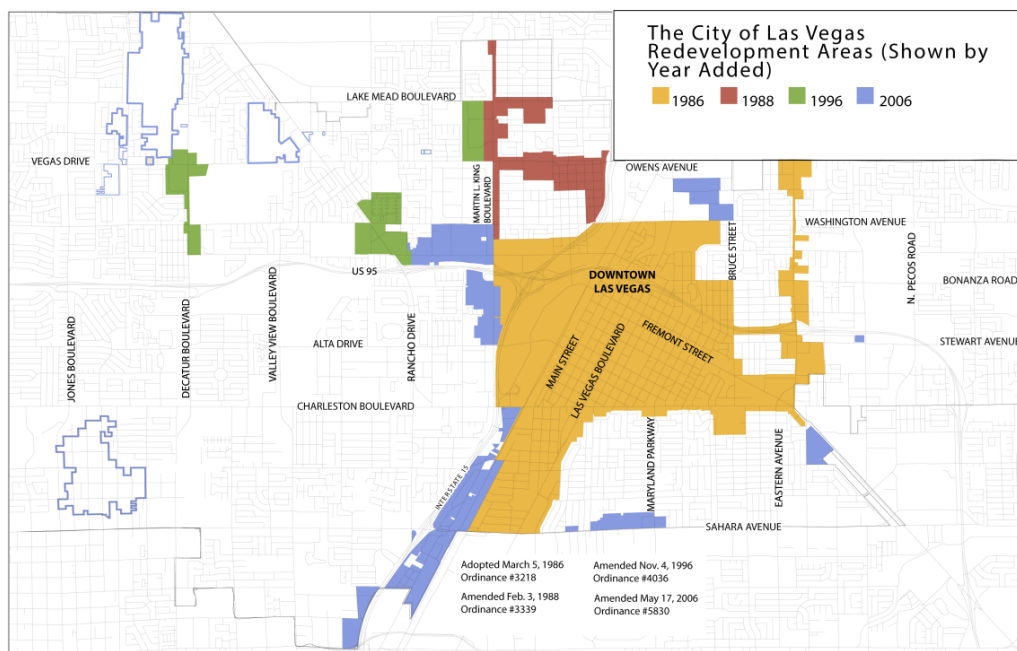 The City of Las Vegas
Redevelopment Areas (Shown by
Year Added)
1986
1988
1996
2006
LAKE MEAD BOULEVARD
VEGAS DRIVE
OWENS AVENUE
MARTIN L. KING
BOULEVARD
WASHINGTON AVENUE
BRUCE STREET
N. PECOS ROAD
US 95
DOWNTOWN
LAS VEGAS
BONANZA ROAD
JONES BOULEVARD
DECATUR BOULEVARD
VALLEY VIEW BOULEVARD
RANCHO DRIVE
ALTA DRIVE
MAIN STREET
LAS VEGAS BOULEVARD
FREMONT STREET
STEWART AVENUE
CHARLESTON BOULEVARD
MARYLAND PARKWAY
EASTERN AVENUE
INTERSTATE 15
SAHARA AVENUE
Adopted March 5, 1986
Ordinance #3218
Amended Nov. 4, 1996
Ordinance #4036
Amended Feb. 3, 1988
Ordinance #3339
Amended May 17, 2006
Ordinance #5830